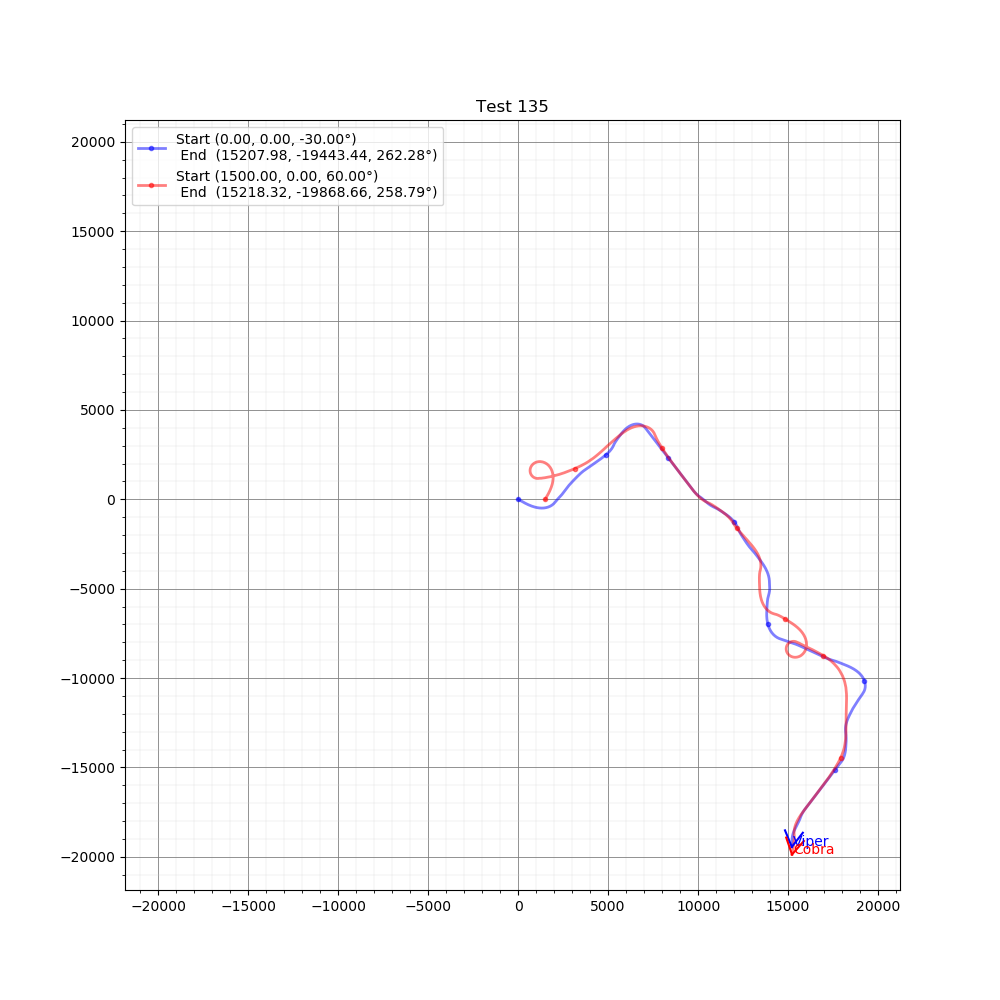 Test 135
Start (0.00, 0.00, -30.00°)
End  (15207.98, -19443.44, 262.28°)
Start (1500.00, 0.00, 60.00°)
End  (15218.32, -19868.66, 258.79°)
20000
15000
10000
5000
0
−5000
−10000
−15000
−20000
Viper
Cobra
−20000 −15000 −10000 −5000 0 5000 10000 15000 20000